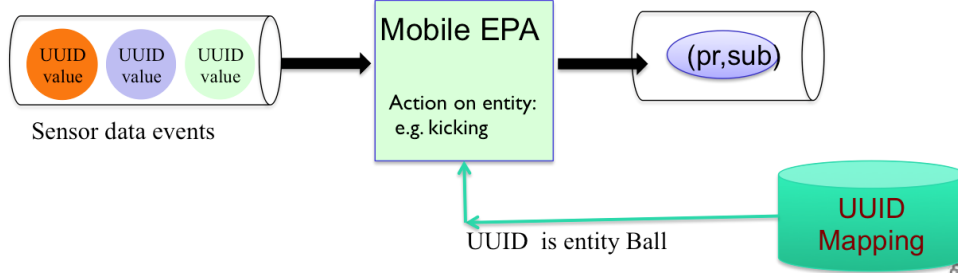 UUID
value
UUID
value
UUID
value
Sensor data events
Mobile EPA
Action on entity:
e.g. kicking
(pr,sub)
UUID is entity Ball
UUID
Mapping